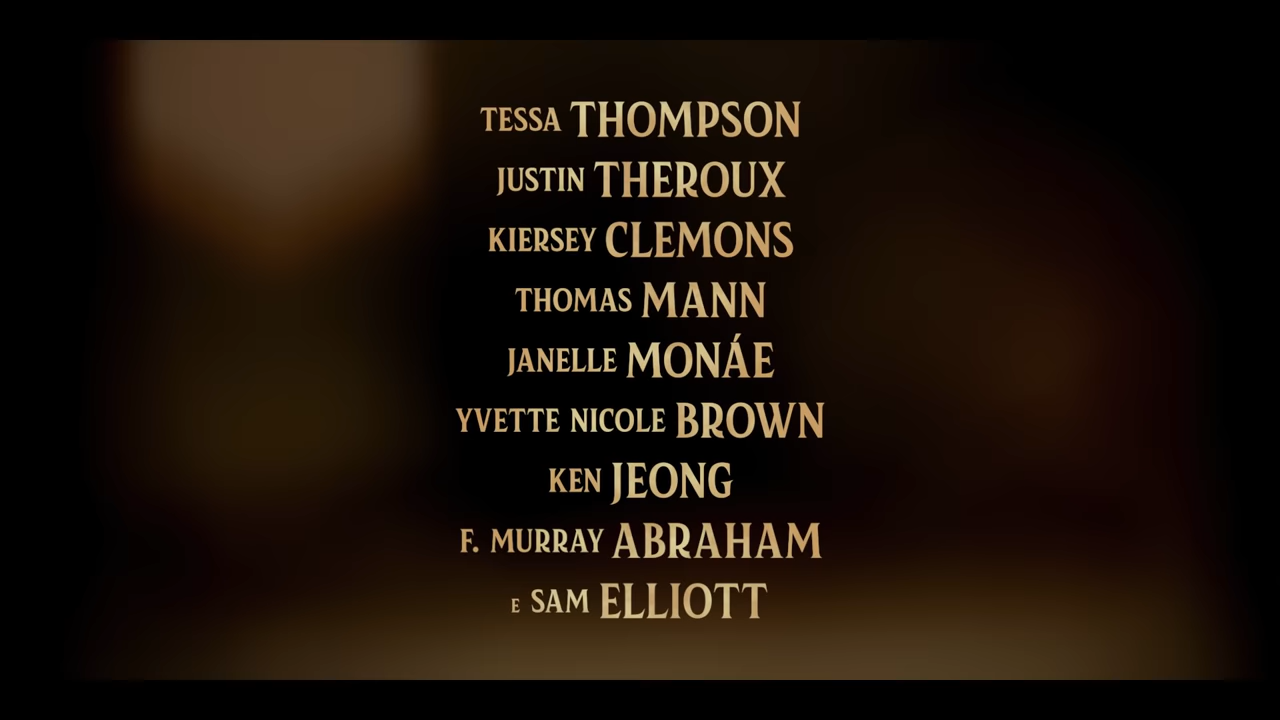 TESSA THOMPSON
JUSTIN THEROUX
KIERSEY CLEMONS
THOMAS MANN
JANELLE MONÁE
YVETTE NICOLE BROWN
KEN JEONG
F. MURRAY ABRAHAM
E SAM ELLIOTT